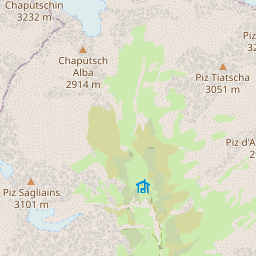 Chapütschin
3232 m
Chapütsch
Alba
2914 m
Piz Tiatscha
3051 m
Piz Sagliains
3101 m